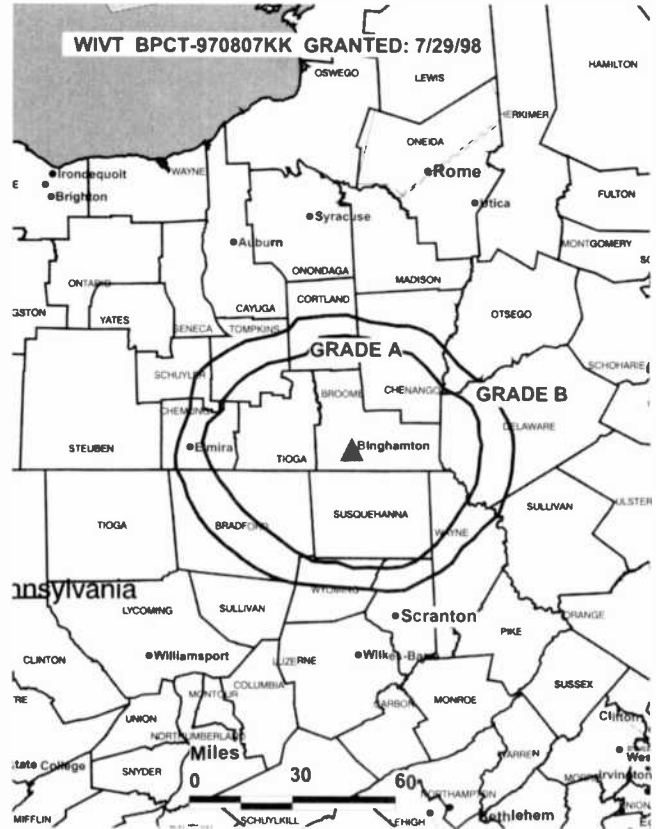 WIVT BPCT-970807KK GRANTED: 7/29/98
OSWEGO
LEWIS
HAMILTON
ONEIDA
HERKIMER
Irondequoit
WAYNE
Rome
Brighton
FULTON
Syracuse
Utica
Auburn
MONTGOMERY
ONONDAGA
ONTARIO
MADISON
CAYUGA
CORTLAND
OTSEGO
YATES
SENECA
TOMPKINS
GRADE A
SCHOHARIE
SCHUYLER
BROOME
CHENANGO
GRADE B
CHEMUNG
DELAWARE
STEUBEN
Elmira
TIOGA
Binghamton
TIOGA
BRADFORD
SUSQUEHANNA
WAYNE
SULLIVAN
ULSTER
nnsylvania
WYOMING
LYCOMING
SULLIVAN
Scranton
ORANGE
PIKE
CLINTON
Williamsport
LUZERNE
Wilkes-Barre
COLUMBIA
MONTOUR
CARBON
MONROE
SUSSEX
UNION
Clifton
NORTHUMBERLAND
Miles
WARREN
State College
SNYDER
0 30 60
Irvington
NORTHAMPTON
UNION
MIFFLIN
SCHUYLKILL
LEHIGH
Bethlehem